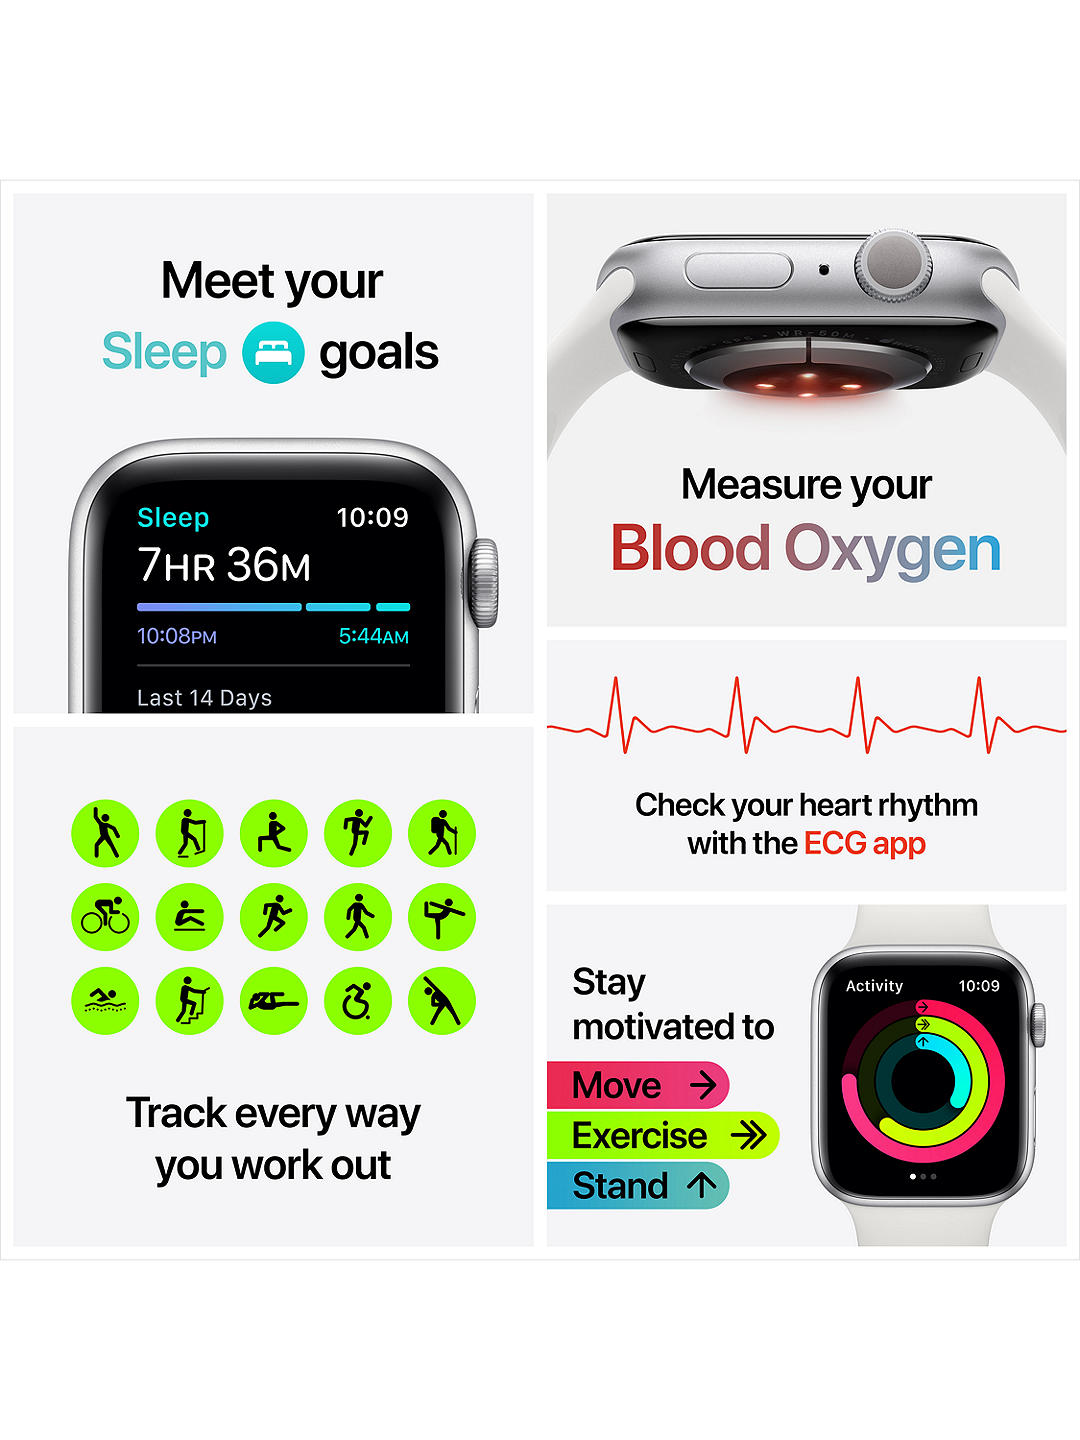 Meet your
Sleep goals
Sleep 10:09
7HR 36M
10:08PM 5:44AM
Last 14 Days
WR-50M
Measure your
Blood Oxygen
Check your heart rhythm
with the ECG app
Track every way
you work out
Stay
motivated to
Move
Exercise
Stand
Activity 10:09